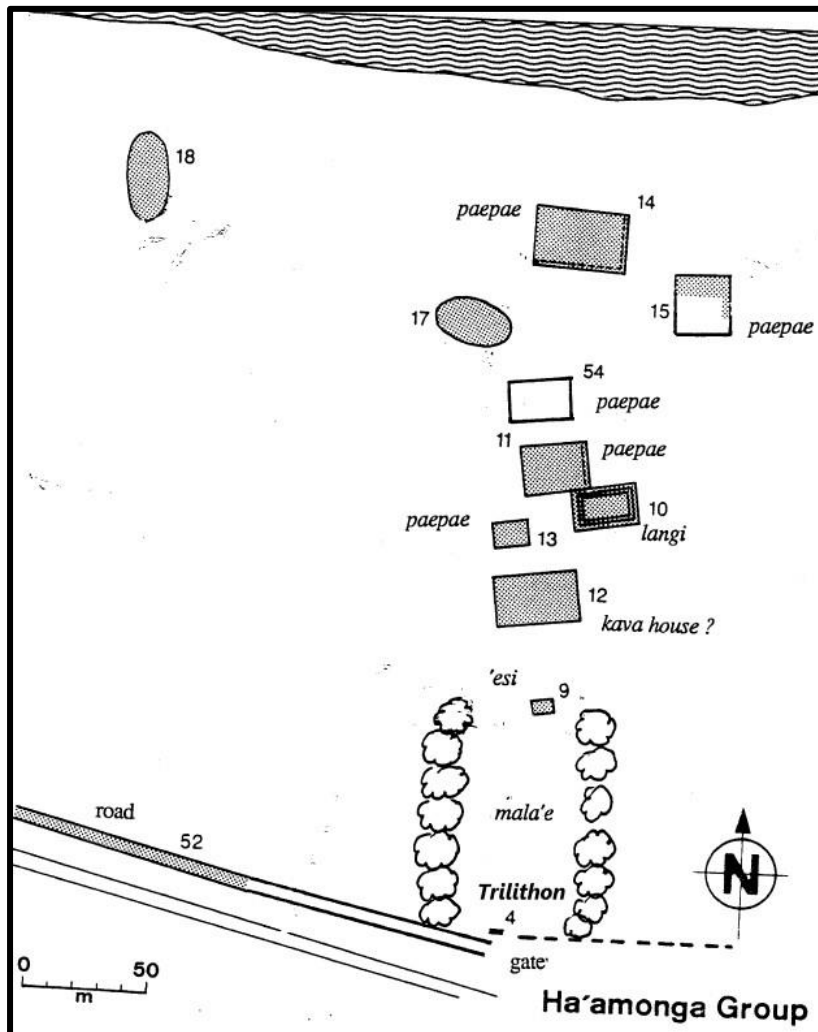 18
14
paepae
15
paepae
17
54
paepae
11
paepae
10
langi
paepae
13
12
kava house ?
'esi
9
mala'e
road
52
Trilithon
4
gate
N
0 50
m
Ha'amonga Group